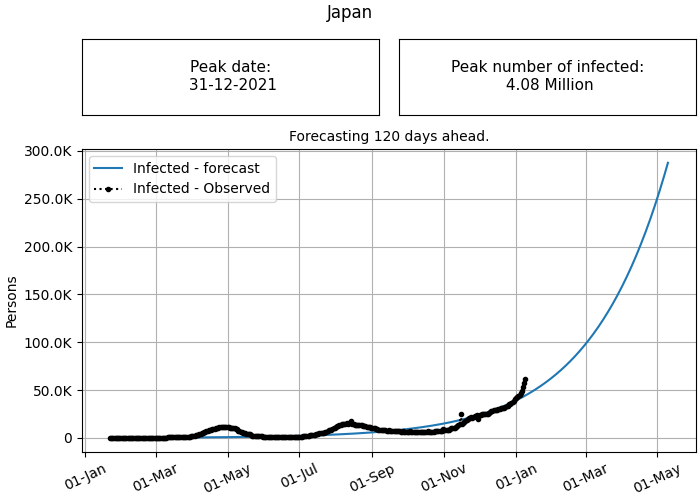 Japan
Peak date:
31-12-2021
Peak number of infected:
4.08 Million
Forecasting 120 days ahead.
300.0K
250.0K
200.0K
150.0K
100.0K
50.0K
0
Persons
Infected - forecast
Infected - Observed
01-Jan
01-Mar
01-May
01-Jul
01-Sep
01-Nov
01-Jan
01-Mar
01-May